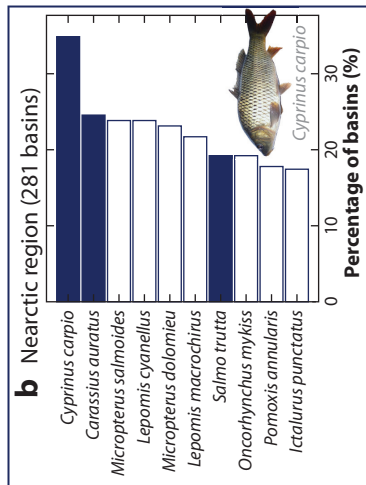 b Nearctic region (281 basins)
Cyprinus carpio
Carassius auratus
Micropterus salmoides
Lepomis cyanellus
Micropterus dolomieu
Lepomis macrochirus
Salmo trutta
Oncorhynchus mykiss
Pomoxis annularis
Ictalurus punctatus
Cyprinus carpio
0 10 20 30
Percentage of basins (%)